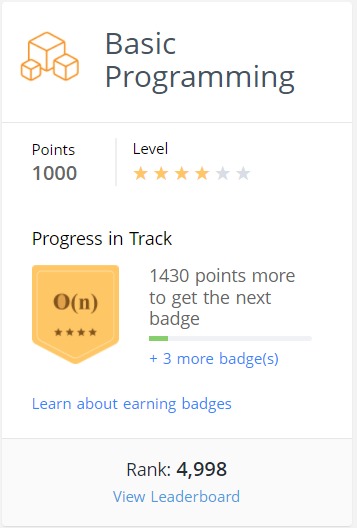 Basic
Programming
Points
1000
Level
Progress in Track
O(n)
1430 points more
to get the next
badge
+ 3 more badge(s)
Learn about earning badges
Rank: 4,998
View Leaderboard